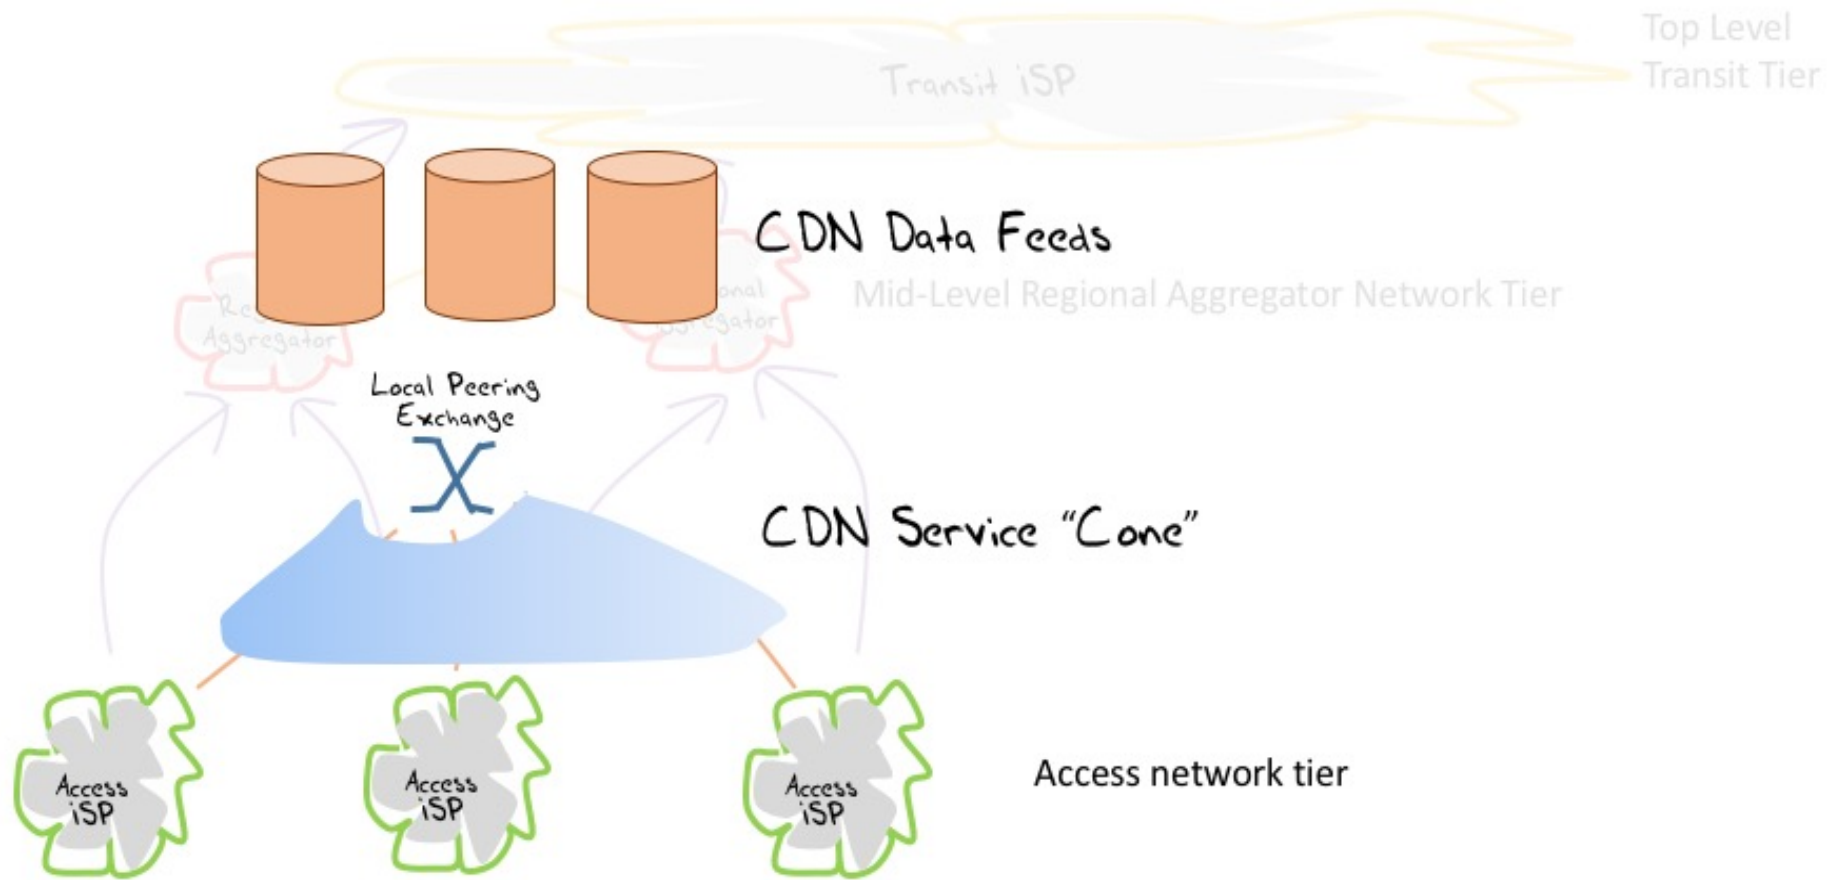 Top Level
Transit Tier
Transit iSP
CDN Data Feeds
Mid-Level Regional Aggregator Network Tier
Aggregator
Local Peering
Exchange
CDN Service “Cone”
Access
iSP
Access
iSP
Access
iSP
Access network tier